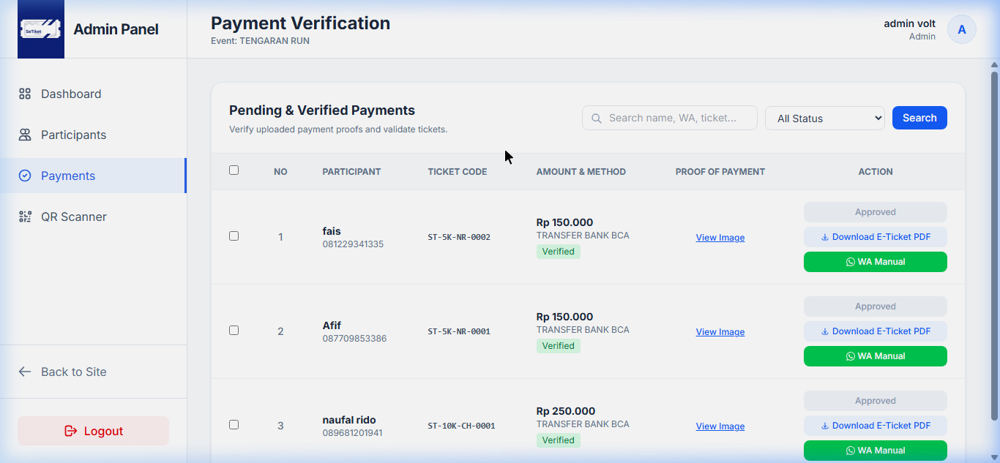 SeTiket
Admin Panel
Payment Verification
Event: TENGARAN RUN
admin volt
Admin
A
Dashboard
Participants
Payments
QR Scanner
Back to Site
Logout
Pending & Verified Payments
Verify uploaded payment proofs and validate tickets.
Search name, WA, ticket...
All Status
Search
NO PARTICIPANT TICKET CODE AMOUNT & METHOD PROOF OF PAYMENT ACTION
1
fais
081229341335
ST-5K-NR-0002
Rp 150.000
TRANSFER BANK BCA
Verified
View Image
Approved
Download E-Ticket PDF
WA Manual
2
Afif
087709853386
ST-5K-NR-0001
Rp 150.000
TRANSFER BANK BCA
Verified
View Image
Approved
Download E-Ticket PDF
WA Manual
3
naufal rido
089681201941
ST-10K-CH-0001
Rp 250.000
TRANSFER BANK BCA
Verified
View Image
Approved
Download E-Ticket PDF
WA Manual